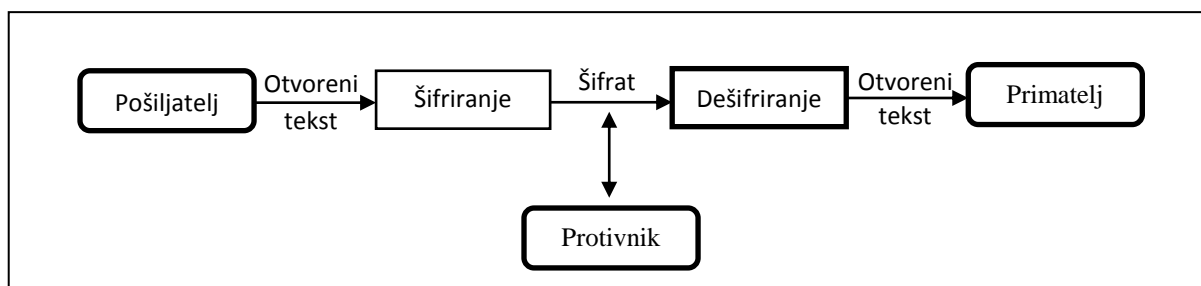 Pošiljatelj
Otvoreni
tekst
Šifriranje
Šifrat
Dešifriranje
Otvoreni
tekst
Primatelj
Protivnik